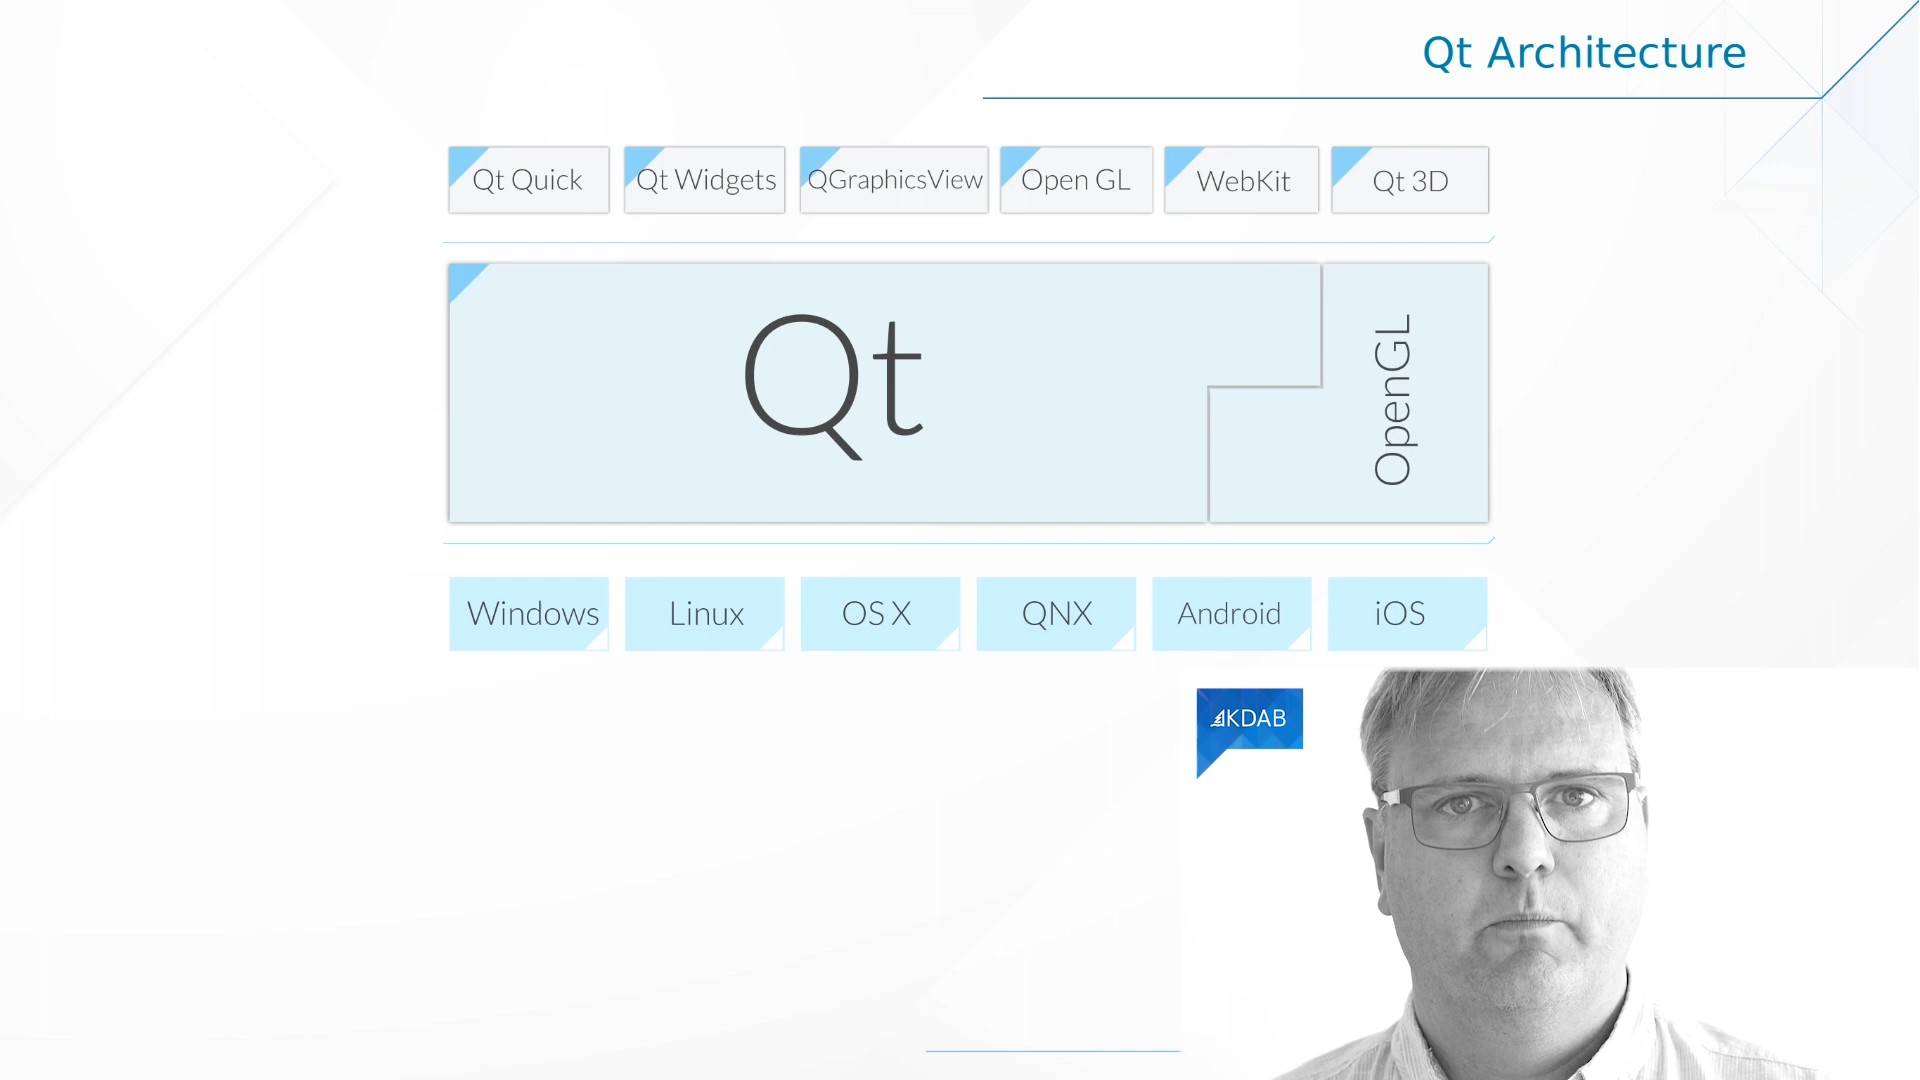 Qt Architecture
Qt Quick
Qt Widgets
QGraphicsView
Open GL
WebKit
Qt 3D
Qt
OpenGL
Windows
Linux
OS X
QNX
Android
iOS
KDAB